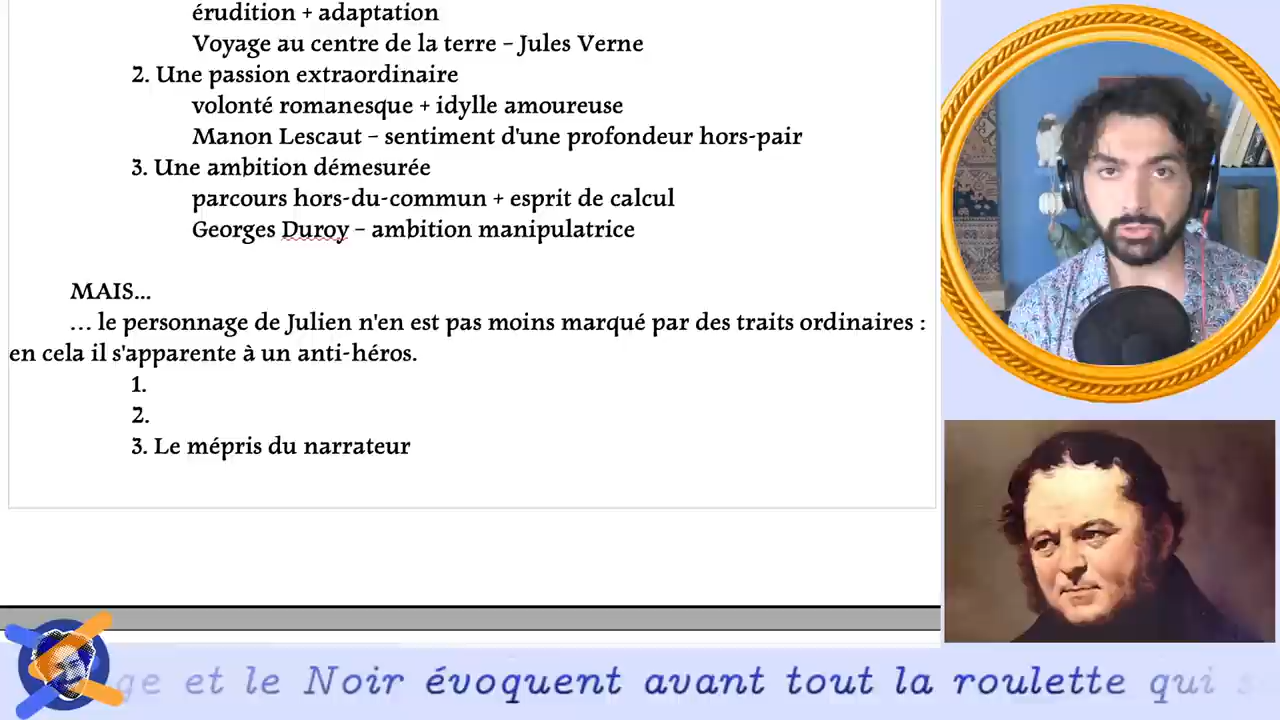 érudition + adaptation
Voyage au centre de la terre – Jules Verne
2. Une passion extraordinaire
volonté romanesque + idylle amoureuse
Manon Lescaut – sentiment d'une profondeur hors-pair
3. Une ambition démesurée
parcours hors-du-commun + esprit de calcul
Georges Duroy – ambition manipulatrice
MAIS...
... le personnage de Julien n'en est pas moins marqué par des traits ordinaires :
en cela il s'apparente à un anti-héros.
1.
2.
3. Le mépris du narrateur
ge et le Noir évoquent avant tout la roulette qui